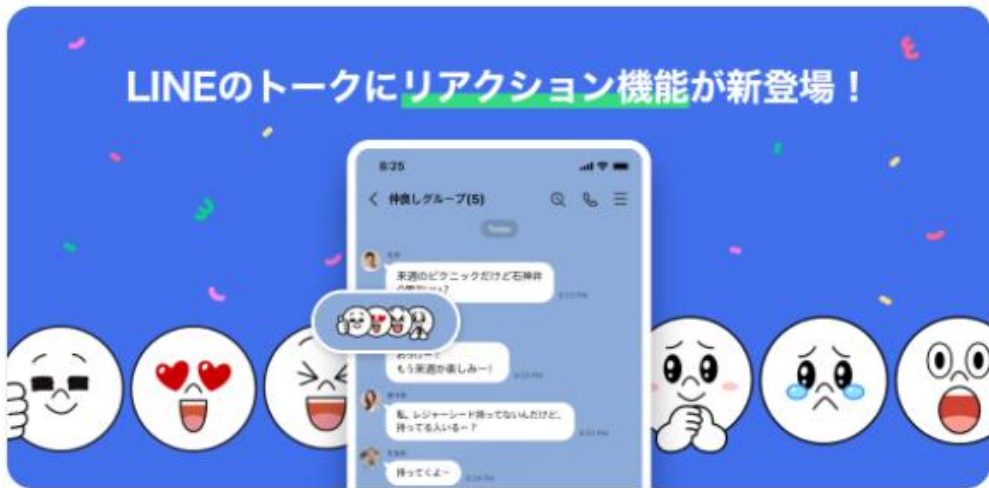 LINEのトークにリアクション機能が新登場！
8:25
仲良しグループ(5)
Today
来週のピクニックだけど石神井
もう来週か楽しみー！
私、レジャーシート持ってないんだけど、
持ってる人いるー？
持ってくよー